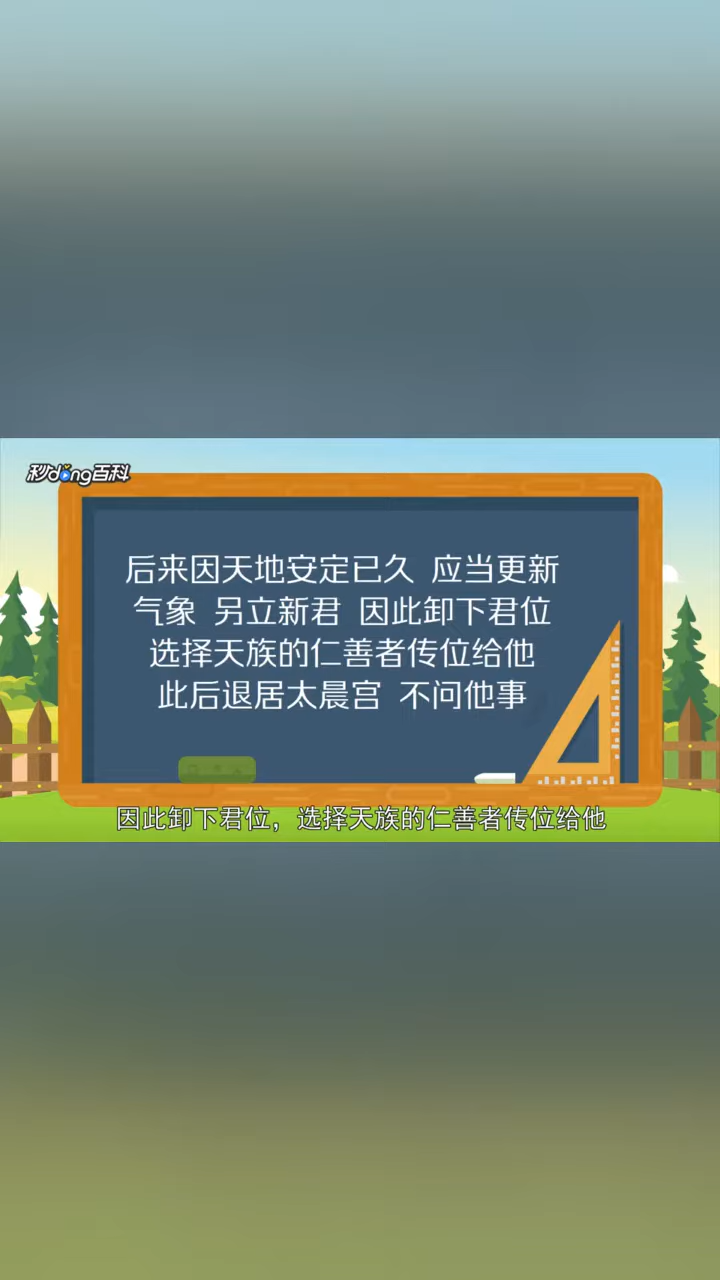 秒dong百科
后来因天地安定已久 应当更新
气象 另立新君 因此卸下君位
选择天族的仁善者传位给他
此后退居太晨宫 不问他事
因此卸下君位，选择天族的仁善者传位给他